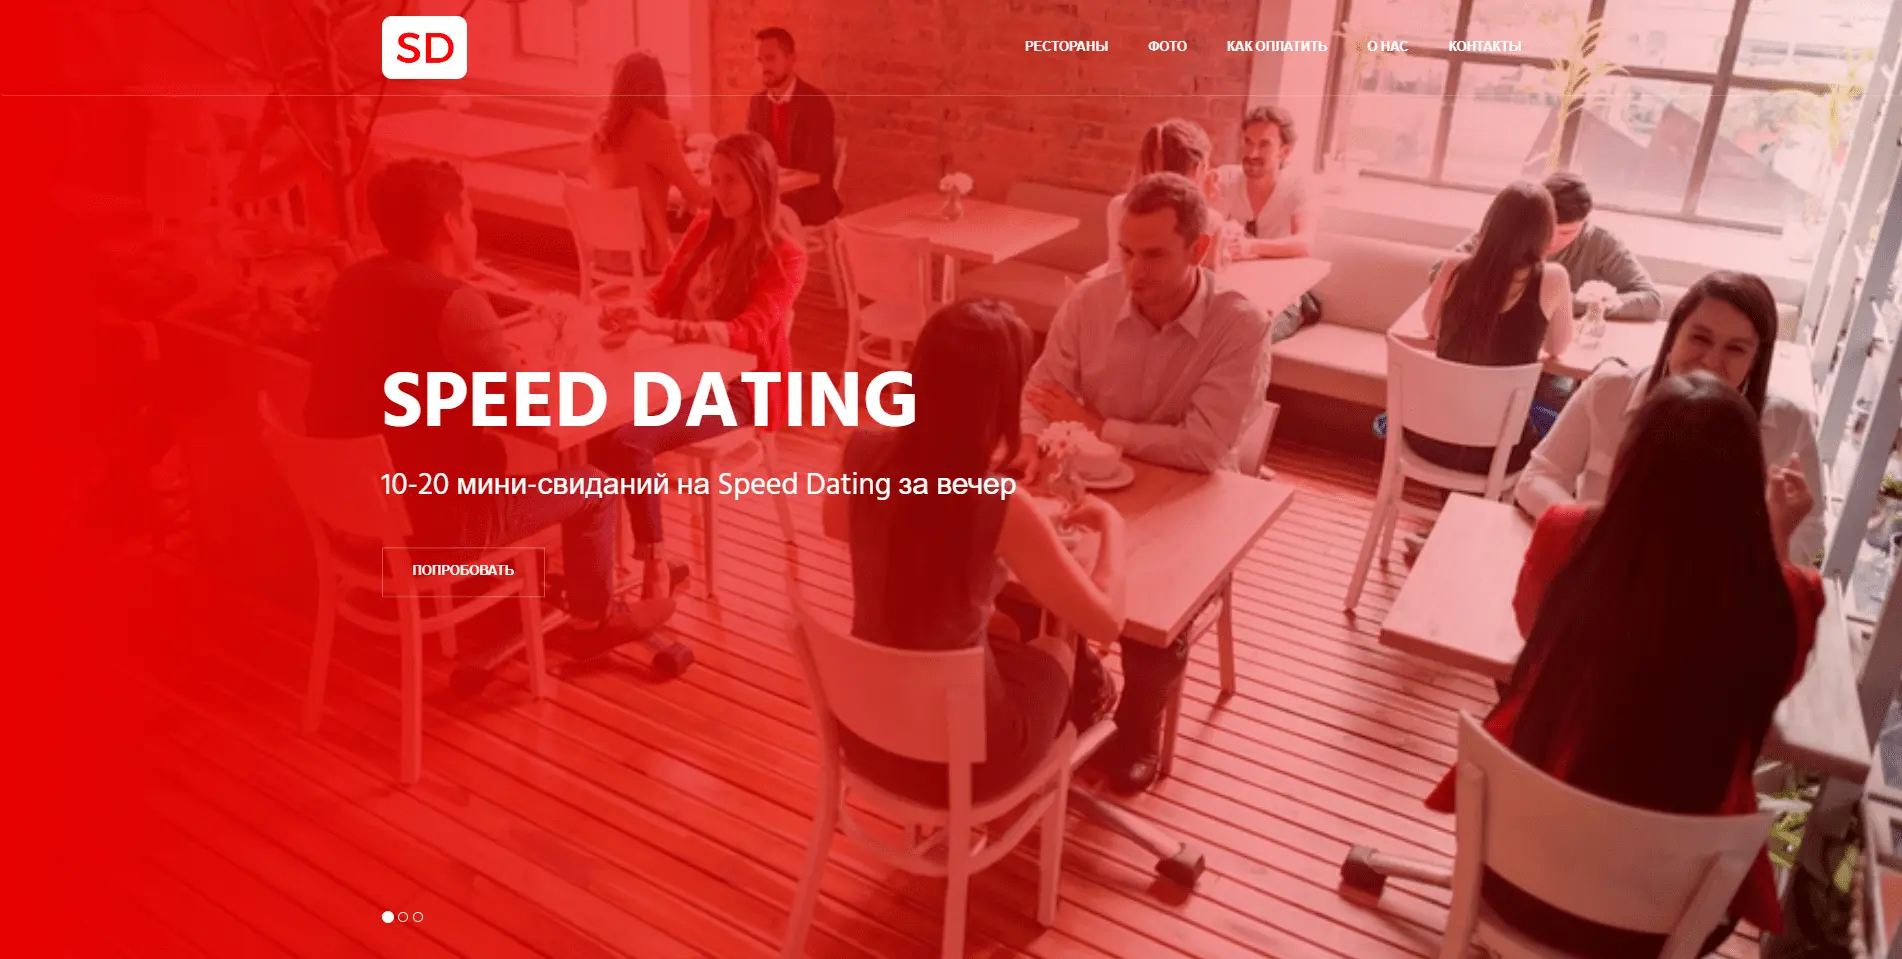 SD
РЕСТОРАНЫ ФОТО КАК ОПЛАТИТЬ О НАС КОНТАКТЫ
SPEED DATING
10-20 мини-свиданий на Speed Dating за вечер
ПОПРОБОВАТЬ